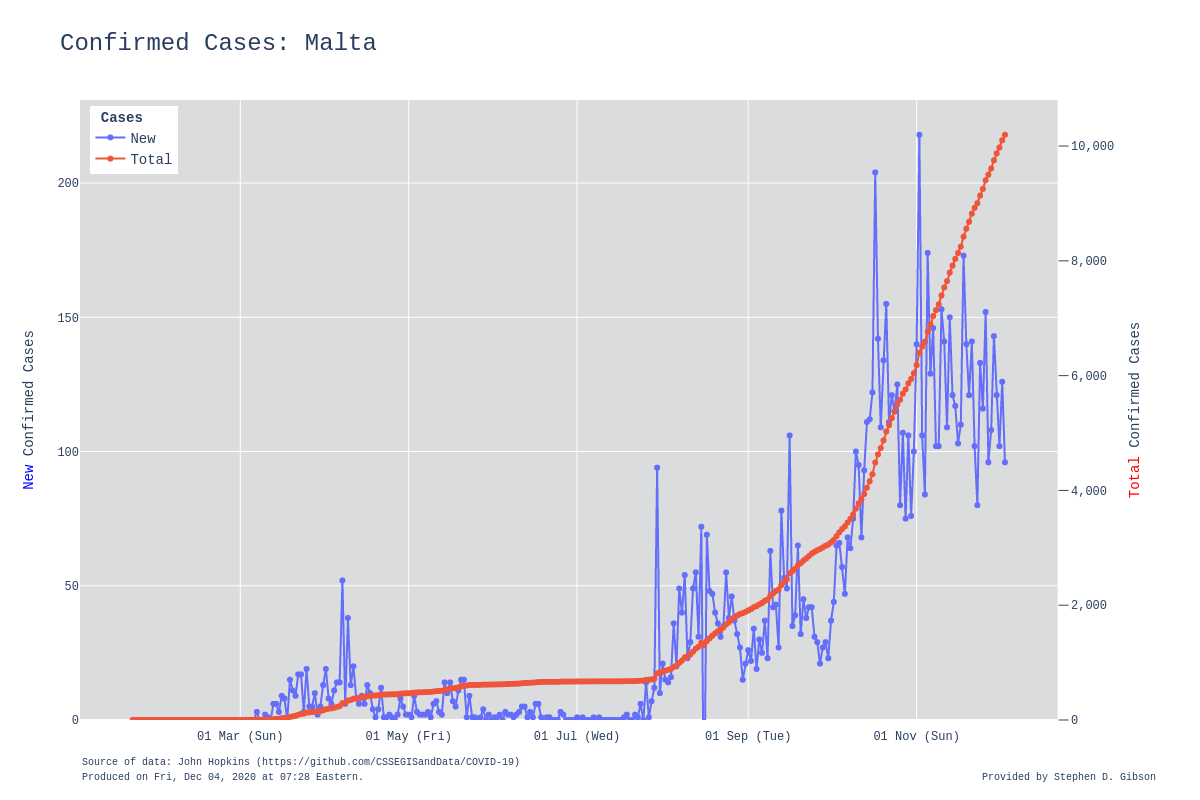 Confirmed Cases: Malta
Cases
New
Total
200
150
100
50
0
10,000
8,000
6,000
4,000
2,000
0
New Confirmed Cases
Total Confirmed Cases
01 Mar (Sun)
01 May (Fri)
01 Jul (Wed)
01 Sep (Tue)
01 Nov (Sun)
Source of data: John Hopkins (https://github.com/CSSEGISandData/COVID-19)
Produced on Fri, Dec 04, 2020 at 07:28 Eastern.
Provided by Stephen D. Gibson